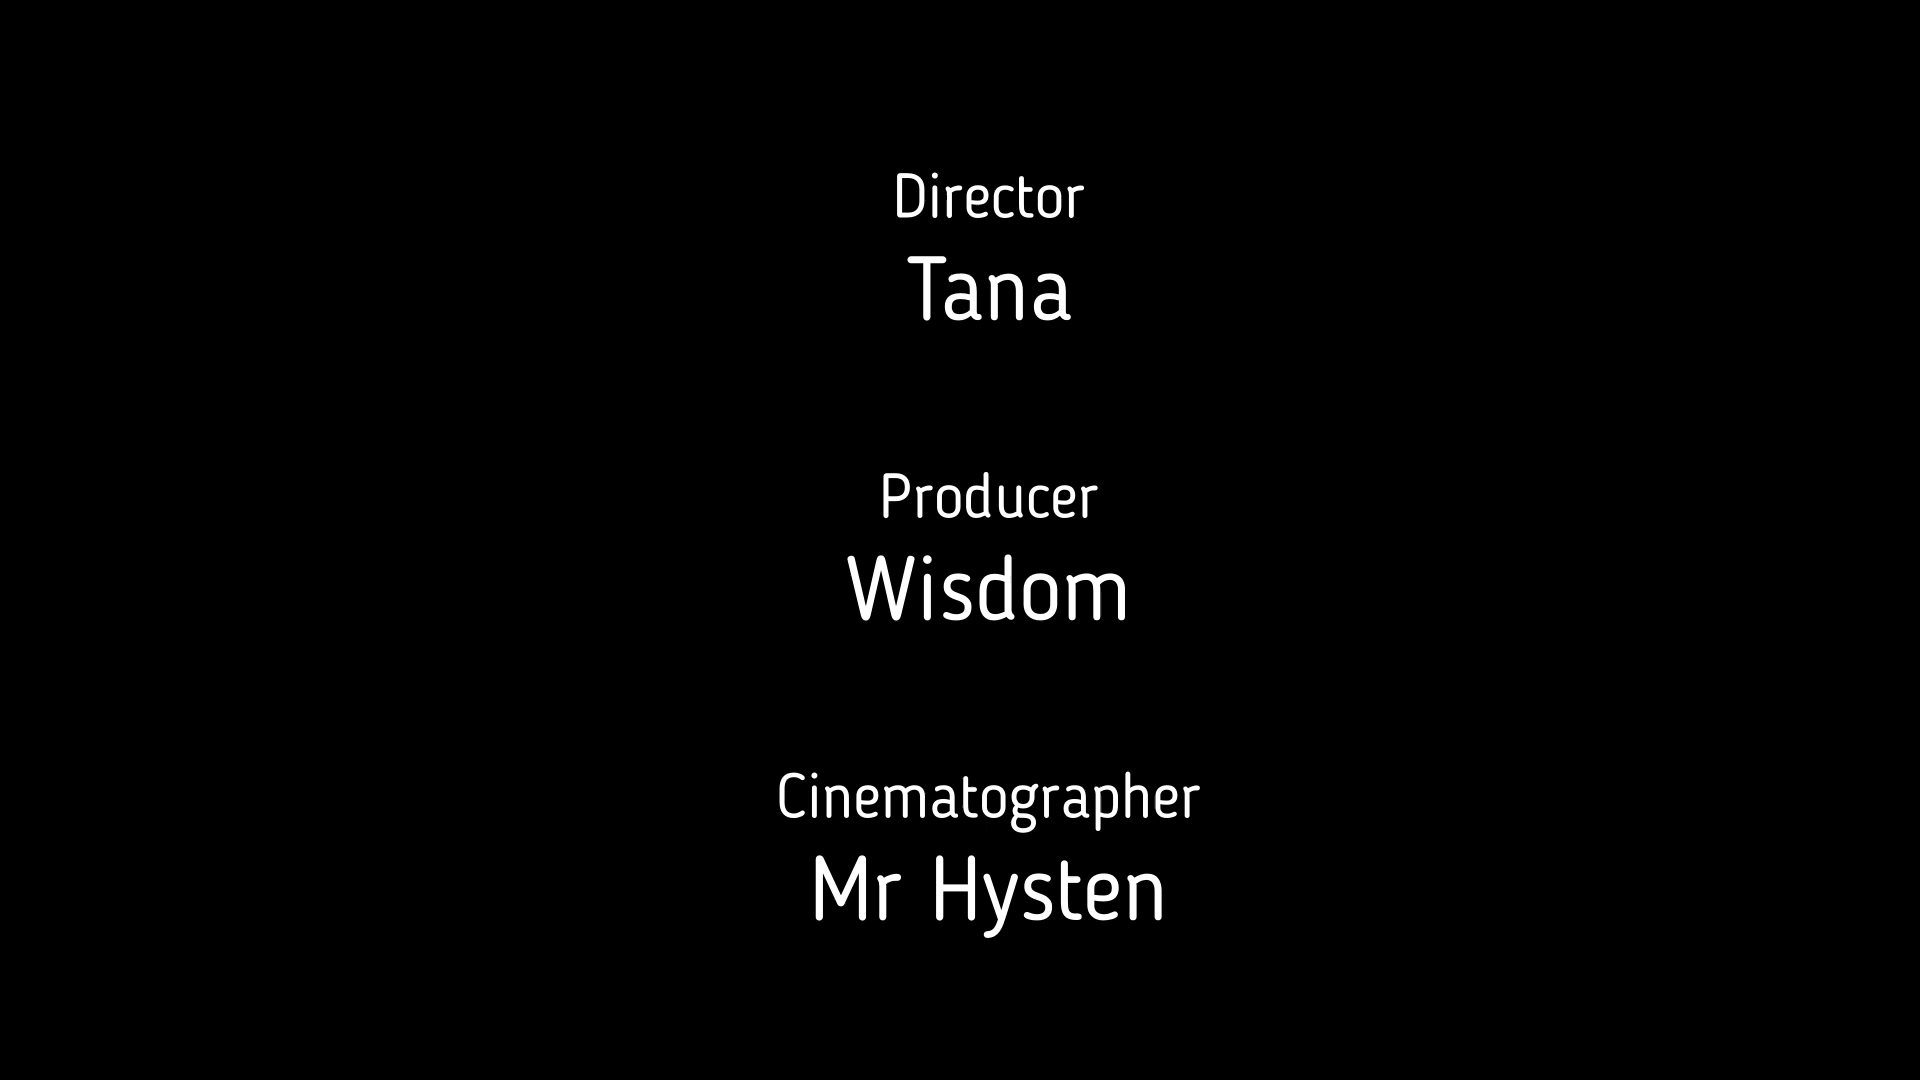 Director
Tana
Producer
Wisdom
Cinematographer
Mr Hysten